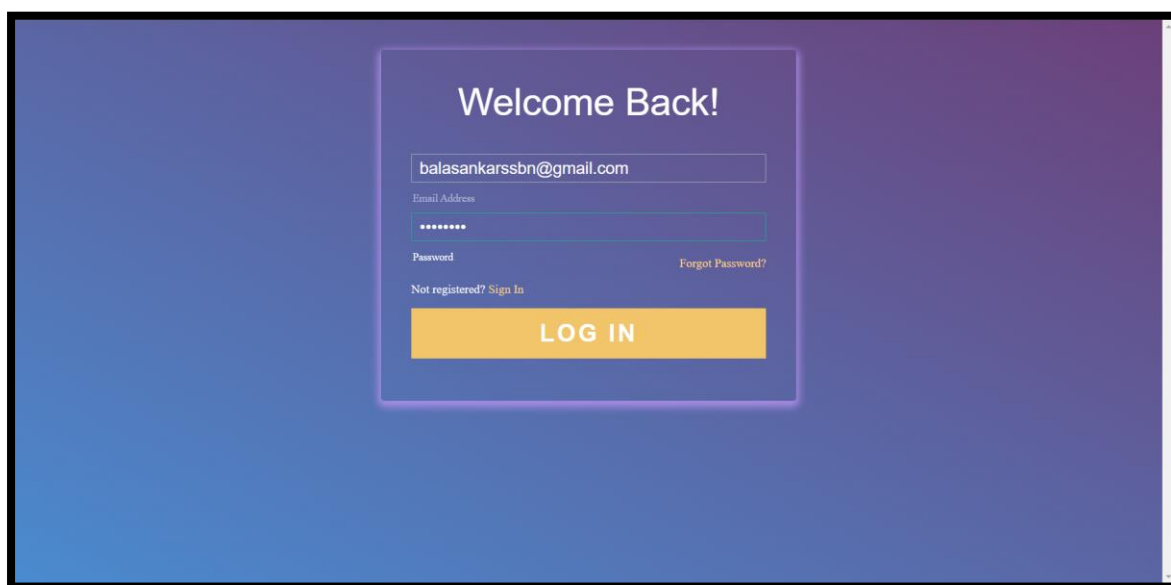 Welcome Back!
balasankarssbn@gmail.com
Email Address
••••••••
Password
Forgot Password?
Not registered? Sign In
LOG IN